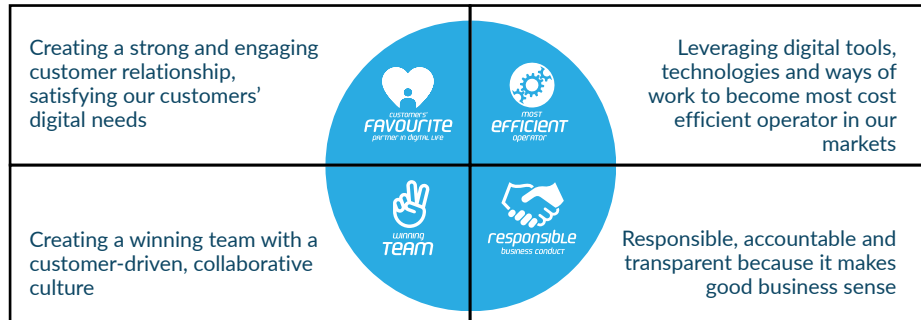 Creating a strong and engaging
customer relationship,
satisfying our customers’
digital needs
CUSTOMERS'
FAVOURITE
PARTNER IN DIGITAL LIFE
MOST
EFFICIENT
OPERATOR
Leveraging digital tools,
technologies and ways of
work to become most cost
efficient operator in our
markets
Creating a winning team with a
customer-driven, collaborative
culture
WINNING
TEAM
RESPONSIBLE
BUSINESS CONDUCT
Responsible, accountable and
transparent because it makes
good business sense